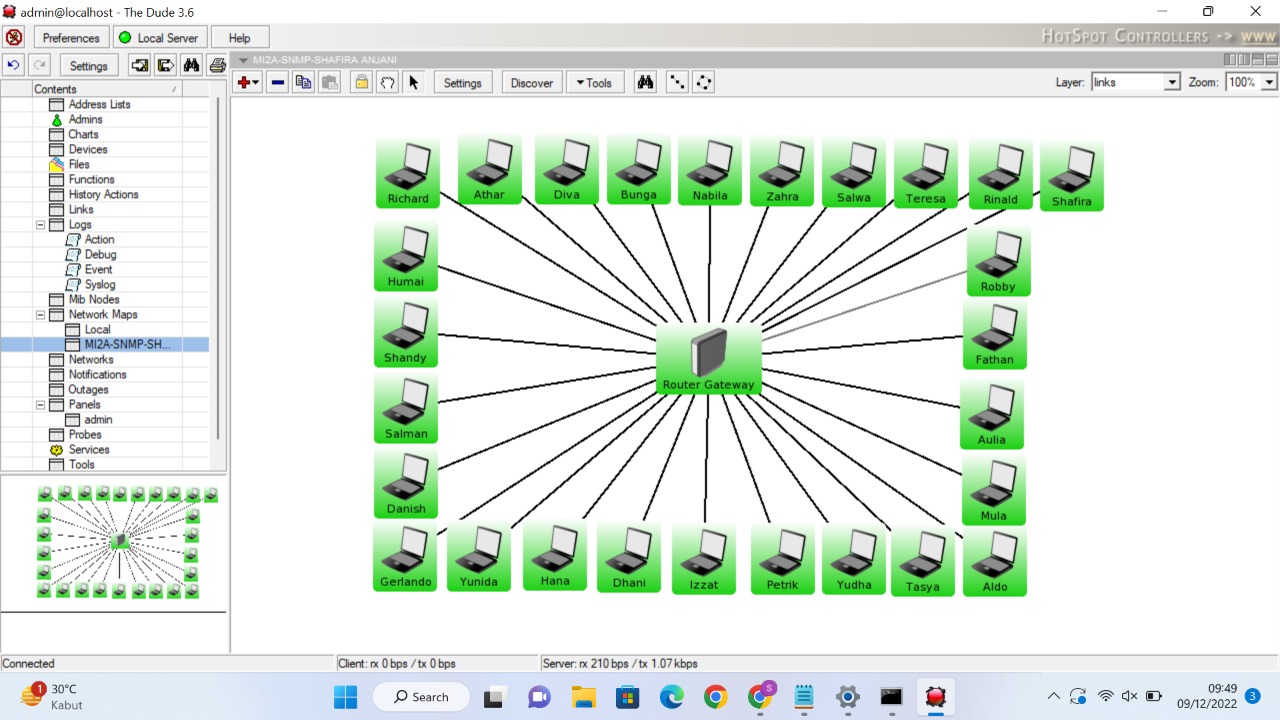 admin@localhost - The Dude 3.6
Preferences
Local Server
Help
HotSpot Controllers -> www
Settings
MI2A-SNMP-SHAFIRA ANJANI
Settings
Discover
Tools
Layer: links
Zoom: 100%
Contents
Address Lists
Admins
Charts
Devices
Files
Functions
History Actions
Links
Logs
Action
Debug
Event
Syslog
Mib Nodes
Network Maps
Local
MI2A-SNMP-SH...
Networks
Notifications
Outages
Panels
admin
Probes
Services
Tools
Richard
Athar
Diva
Bunga
Nabila
Zahra
Salwa
Teresa
Rinald
Shafira
Humai
Robby
Shandy
Fathan
Router Gateway
Salman
Aulia
Danish
Mula
Gerlando
Yunida
Hana
Dhani
Izzat
Petrik
Yudha
Tasya
Aldo
Connected
Client: rx 0 bps / tx 0 bps
Server: rx 210 bps / tx 1.07 kbps
1
30°C
Kabut
Search
S
09:49
09/12/2022
3